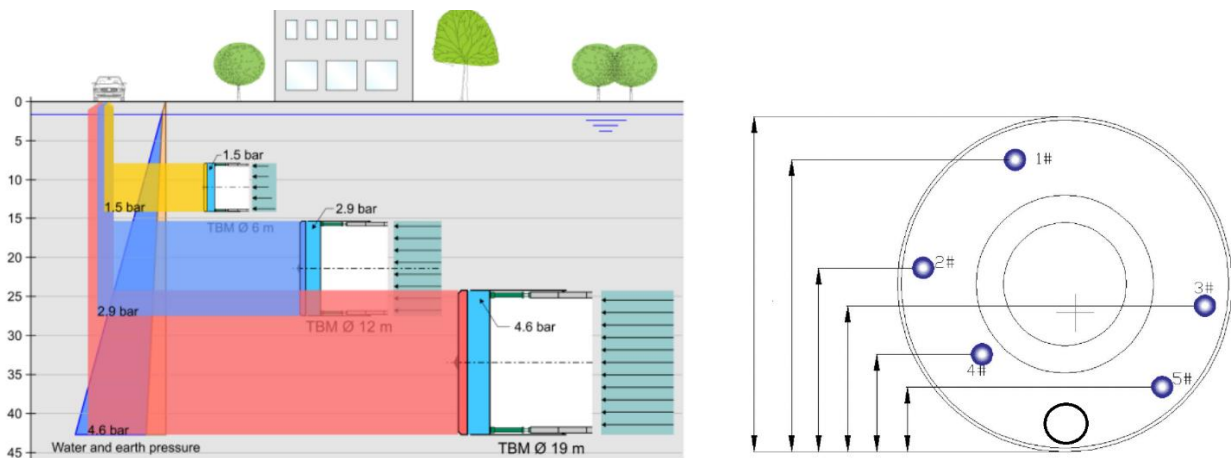 0
5
10
15
20
25
30
35
40
45
1.5 bar
1.5 bar
TBM Ø 6 m
2.9 bar
2.9 bar
TBM Ø 12 m
4.6 bar
4.6 bar
Water and earth pressure
TBM Ø 19 m
1#
2#
3#
4#
5#